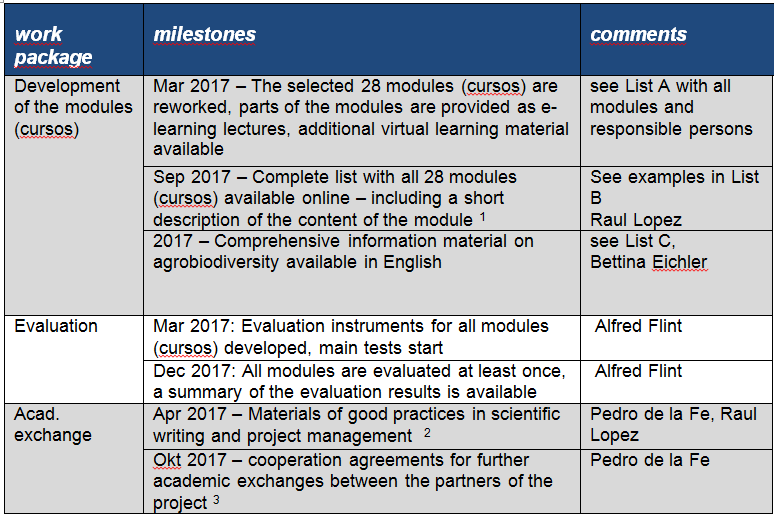 work package
milestones
comments
Development of the modules (cursos)
Mar 2017 – The selected 28 modules (cursos) are
reworked, parts of the modules are provided as e-
learning lectures, additional virtual learning material
available
see List A with all
modules and
responsible persons
Sep 2017 – Complete list with all 28 modules
(cursos) available online – including a short
description of the content of the module 1
See examples in List
B
Raul Lopez
2017 – Comprehensive information material on
agrobiodiversity available in English
see List C,
Bettina Eichler
Evaluation
Mar 2017: Evaluation instruments for all modules
(cursos) developed, main tests start
Alfred Flint
Dec 2017: All modules are evaluated at least once,
a summary of the evaluation results is available
Alfred Flint
Acad.
exchange
Apr 2017 – Materials of good practices in scientific
writing and project management 2
Pedro de la Fe, Raul
Lopez
Okt 2017 – cooperation agreements for further
academic exchanges between the partners of the
project 3
Pedro de la Fe